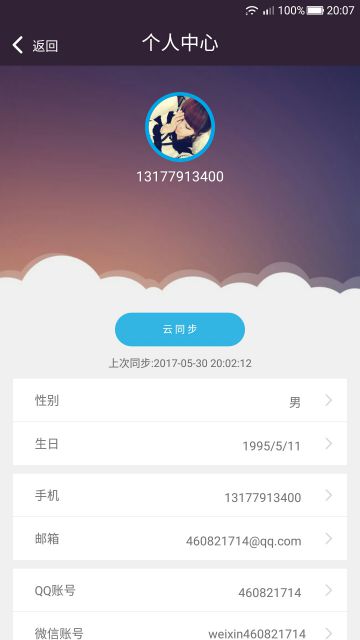 100% 20:07
返回 个人中心
13177913400
云同步
上次同步:2017-05-30 20:02:12
性别 男
生日 1995/5/11
手机 13177913400
邮箱 460821714@qq.com
QQ账号 460821714
微信账号 weixin460821714